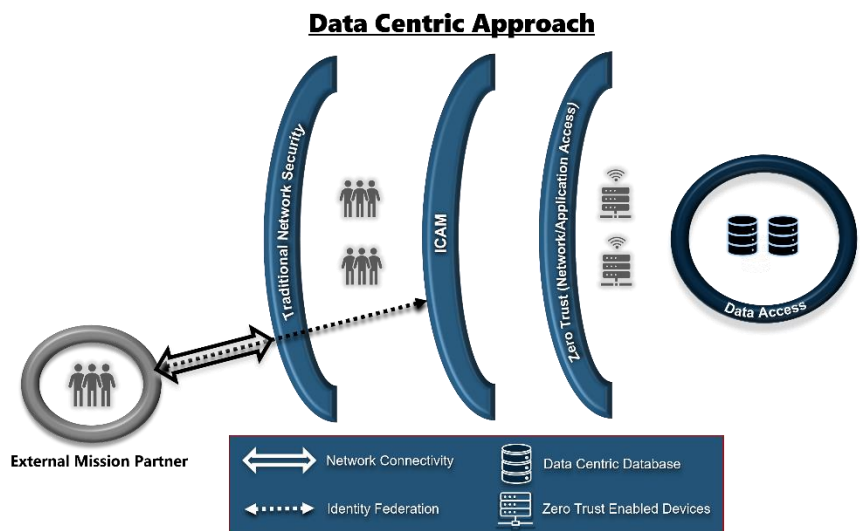 Data Centric Approach
Traditional Network Security
ICAM
Zero Trust (Network/Application Access)
Data Access
External Mission Partner
Network Connectivity
Data Centric Database
Identity Federation
Zero Trust Enabled Devices